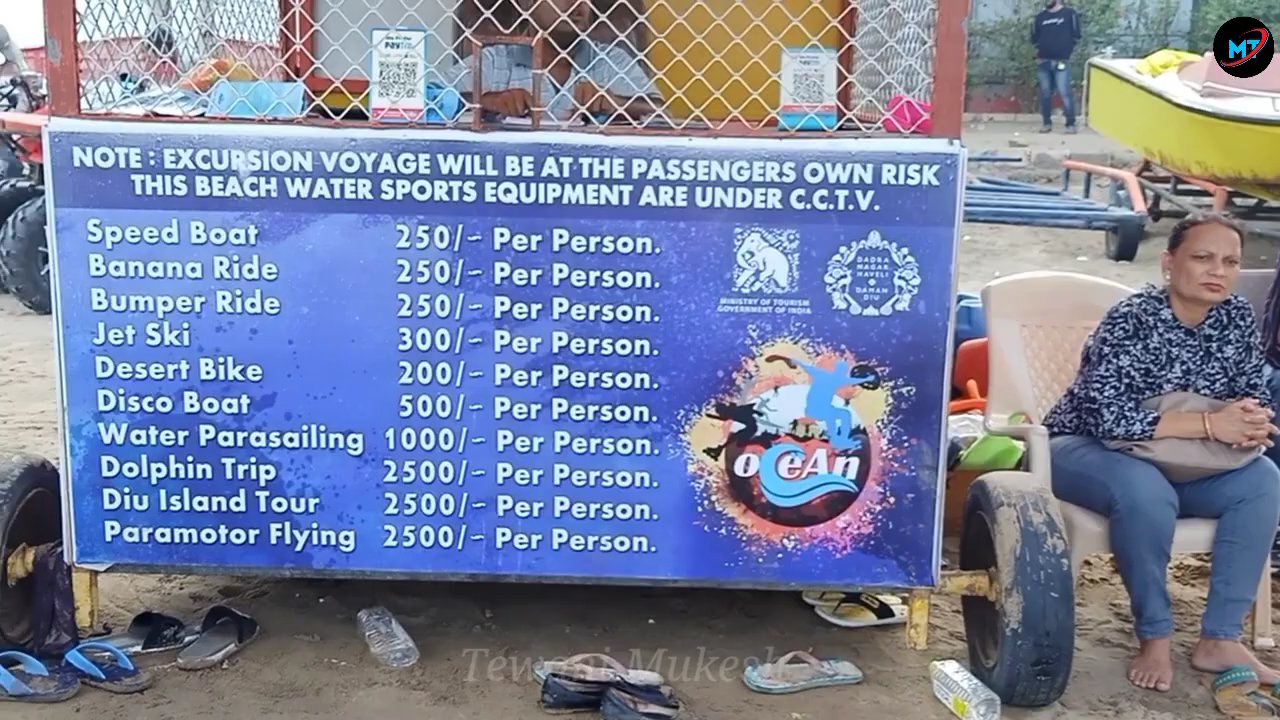 MT
paytm
NOTE : EXCURSION VOYAGE WILL BE AT THE PASSENGERS OWN RISK
THIS BEACH WATER SPORTS EQUIPMENT ARE UNDER C.C.T.V.
Speed Boat 250/- Per Person.
Banana Ride 250/- Per Person.
Bumper Ride 250/- Per Person.
Jet Ski 300/- Per Person.
Desert Bike 200/- Per Person.
Disco Boat 500/- Per Person.
Water Parasailing 1000/- Per Person.
Dolphin Trip 2500/- Per Person.
Diu Island Tour 2500/- Per Person.
Paramotor Flying 2500/- Per Person.
MINISTRY OF TOURISM
GOVERNMENT OF INDIA
DADRA
NAGAR
HAVELI
&
DAMAN
DIU
oCeAn
Tewani Mukesh